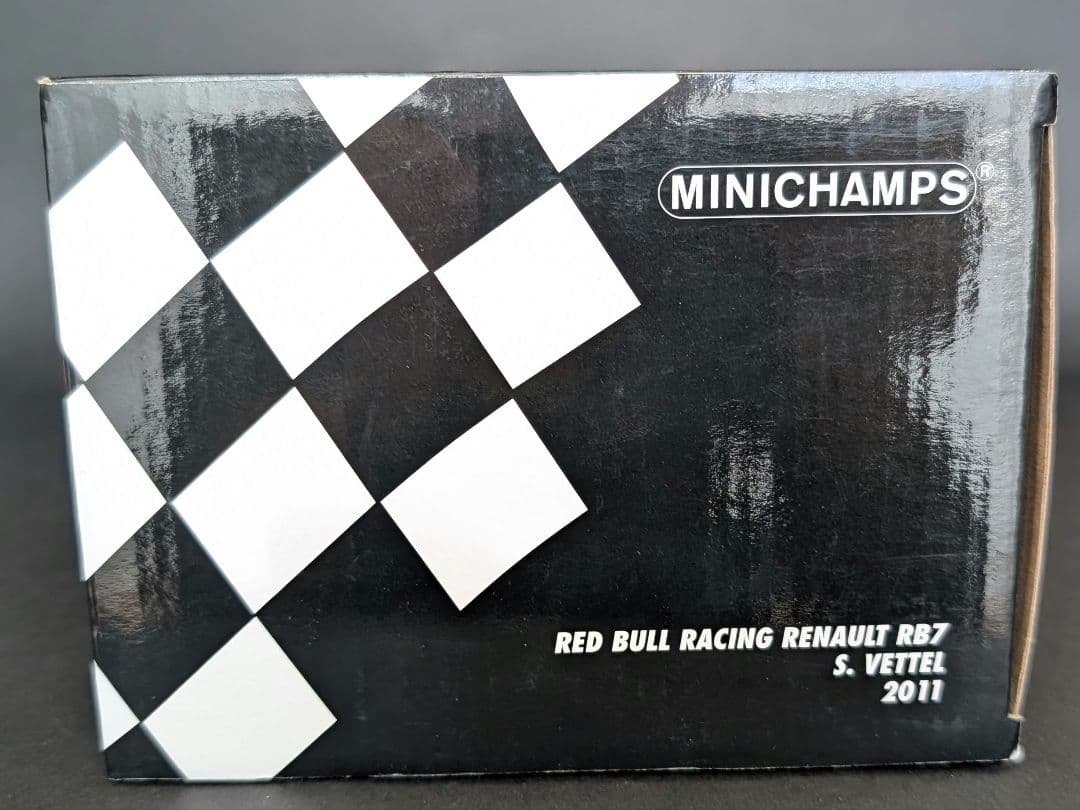 MINICHAMPS®
RED BULL RACING RENAULT RB7
S. VETTEL
2011